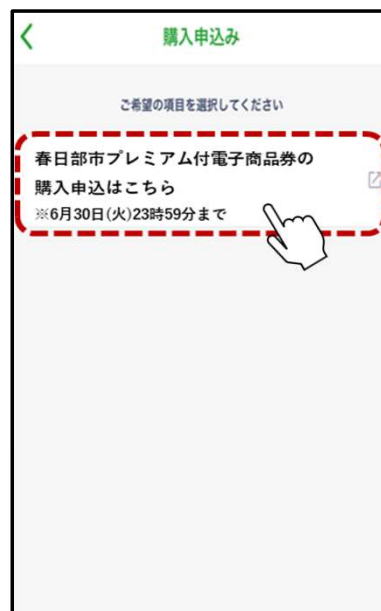 購入申込み
ご希望の項目を選択してください
春日部市プレミアム付電子商品券の
購入申込はこちら
※6月30日(火)23時59分まで